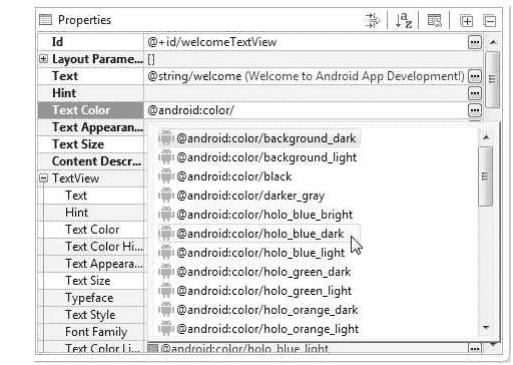 Properties
Id @+id/welcomeTextView
Layout Parame... []
Text @string/welcome (Welcome to Android App Development!)
Hint
Text Color @android:color/
Text Appearan...
Text Size
Content Descr...
TextView
Text
Hint
Text Color
Text Color Hi...
Text Appeara...
Text Size
Typeface
Text Style
Font Family
Text Color Li... @android:color/holo_blue_light
@android:color/background_dark
@android:color/background_light
@android:color/black
@android:color/darker_gray
@android:color/holo_blue_bright
@android:color/holo_blue_dark
@android:color/holo_blue_light
@android:color/holo_green_dark
@android:color/holo_green_light
@android:color/holo_orange_dark
@android:color/holo_orange_light